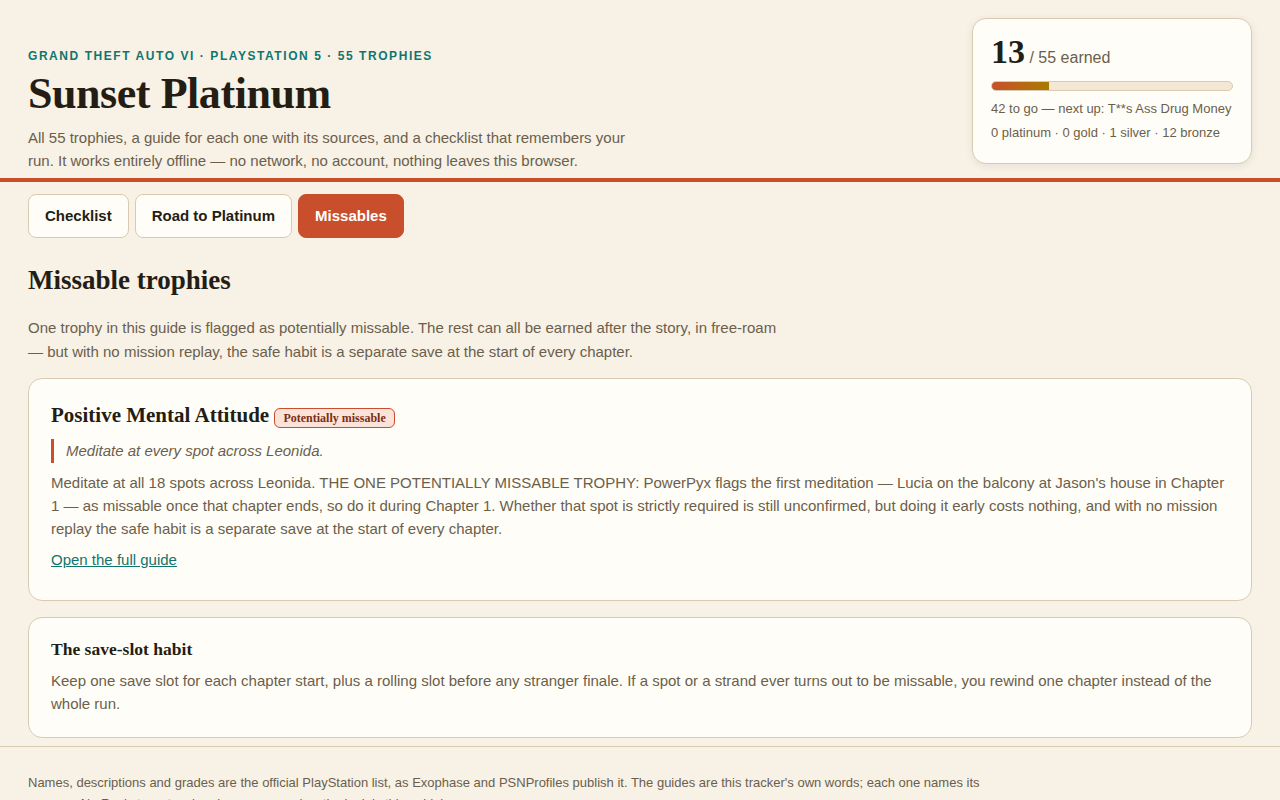 GRAND THEFT AUTO VI · PLAYSTATION 5 · 55 TROPHIES
Sunset Platinum
All 55 trophies, a guide for each one with its sources, and a checklist that remembers your
run. It works entirely offline — no network, no account, nothing leaves this browser.
13 / 55 earned
42 to go — next up: T**s Ass Drug Money
0 platinum · 0 gold · 1 silver · 12 bronze
Checklist
Road to Platinum
Missables
Missable trophies
One trophy in this guide is flagged as potentially missable. The rest can all be earned after the story, in free-roam
— but with no mission replay, the safe habit is a separate save at the start of every chapter.
Positive Mental Attitude Potentially missable
Meditate at every spot across Leonida.
Meditate at all 18 spots across Leonida. THE ONE POTENTIALLY MISSABLE TROPHY: PowerPyx flags the first meditation — Lucia on the balcony at Jason's house in Chapter
1 — as missable once that chapter ends, so do it during Chapter 1. Whether that spot is strictly required is still unconfirmed, but doing it early costs nothing, and with no mission
replay the safe habit is a separate save at the start of every chapter.
Open the full guide
The save-slot habit
Keep one save slot for each chapter start, plus a rolling slot before any stranger finale. If a spot or a strand ever turns out to be missable, you rewind one chapter instead of the
whole run.
Names, descriptions and grades are the official PlayStation list, as Exophase and PSNProfiles publish it. The guides are this tracker's own words; each one names its